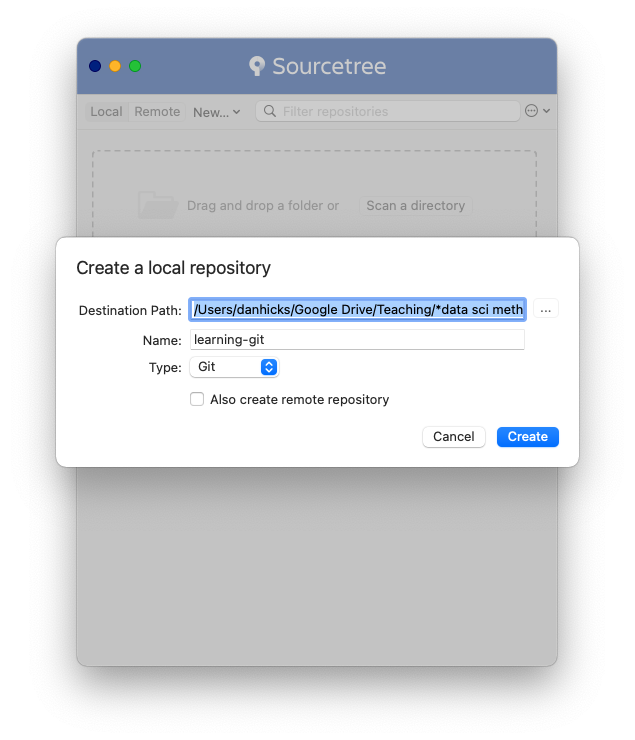 Sourcetree
Local Remote New... Filter repositories
Drag and drop a folder or Scan a directory
Create a local repository
Destination Path: /Users/danhicks/Google Drive/Teaching/*data sci meth ...
Name: learning-git
Type: Git
Also create remote repository
Cancel Create